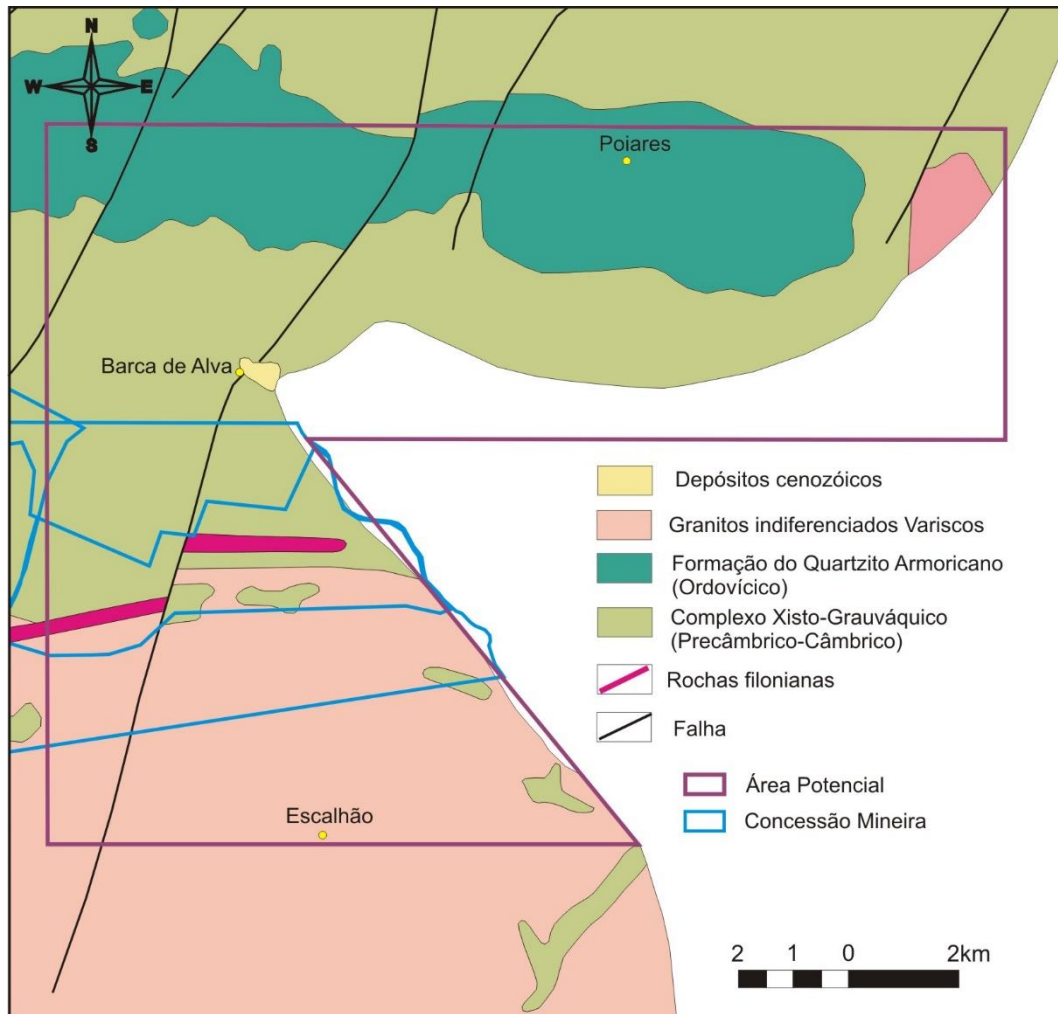 N
W E
S
Poiares
Barca de Alva
Escalhão
Depósitos cenozóicos
Granitos indiferenciados Variscos
Formação do Quartzito Armoricano
(Ordovícico)
Complexo Xisto-Grauváquico
(Precâmbrico-Câmbrico)
Rochas filonianas
Falha
Área Potencial
Concessão Mineira
2 1 0 2km